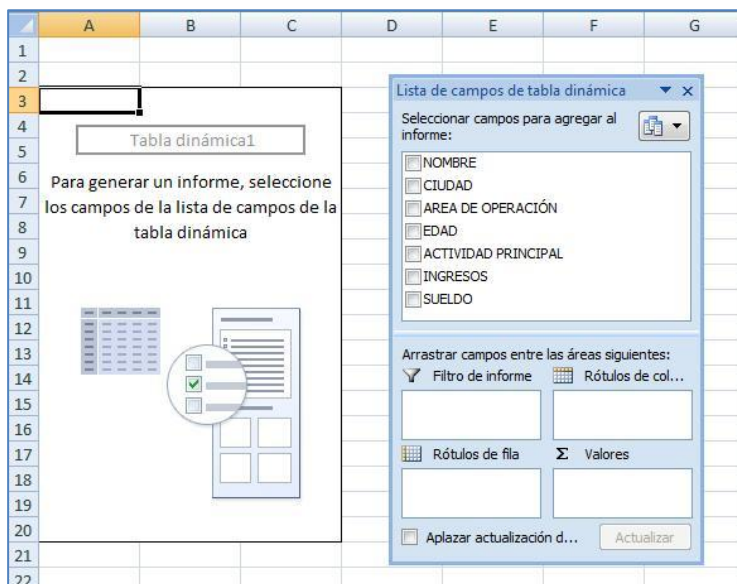 A B C D E F G
1
2
3
4
5
6
7
8
9
10
11
12
13
14
15
16
17
18
19
20
21
22
Tabla dinámica1
Para generar un informe, seleccione
los campos de la lista de campos de la
tabla dinámica
Lista de campos de tabla dinámica
Seleccionar campos para agregar al
informe:
NOMBRE
CIUDAD
AREA DE OPERACIÓN
EDAD
ACTIVIDAD PRINCIPAL
INGRESOS
SUELDO
Arrastrar campos entre las áreas siguientes:
Filtro de informe Rótulos de col...
Rótulos de fila Σ Valores
Aplazar actualización d... Actualizar